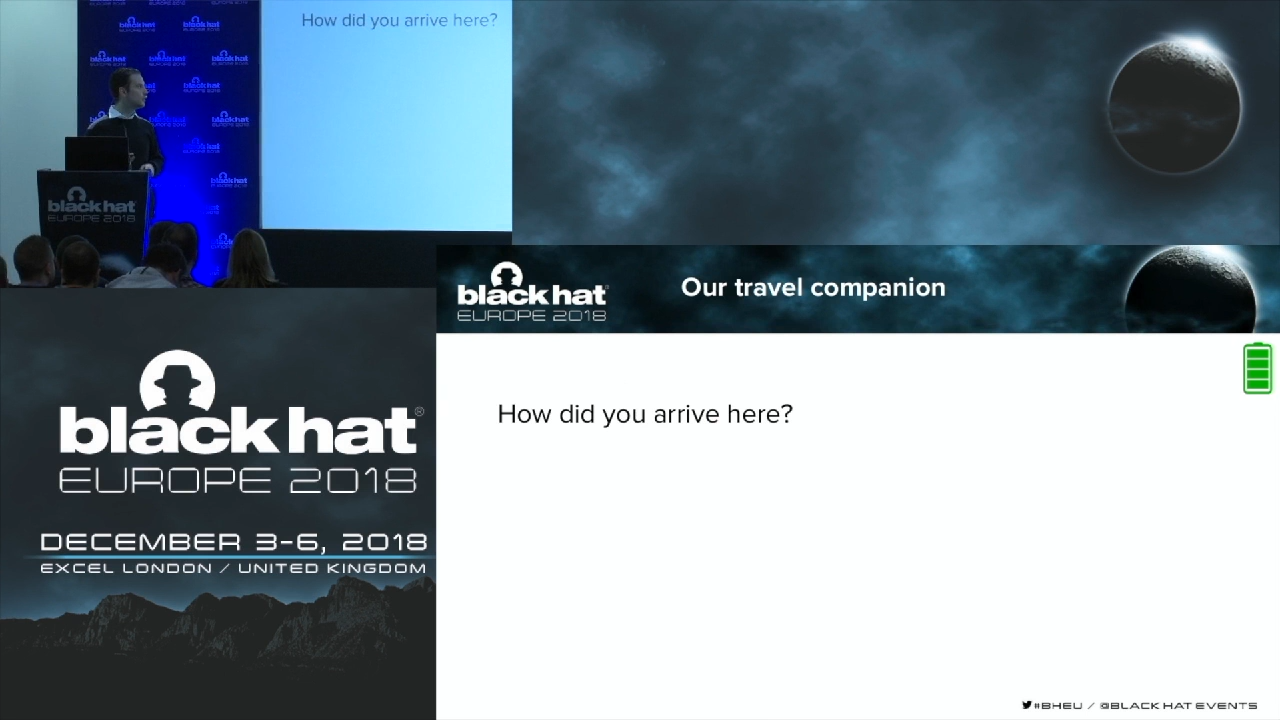 How did you arrive here?
black hat
EUROPE 2018
black hat
EUROPE 2018
Our travel companion
How did you arrive here?
black hat®
EUROPE 2018
DECEMBER 3-6, 2018
EXCEL LONDON / UNITED KINGDOM
#BHEU / @BLACK HAT EVENTS